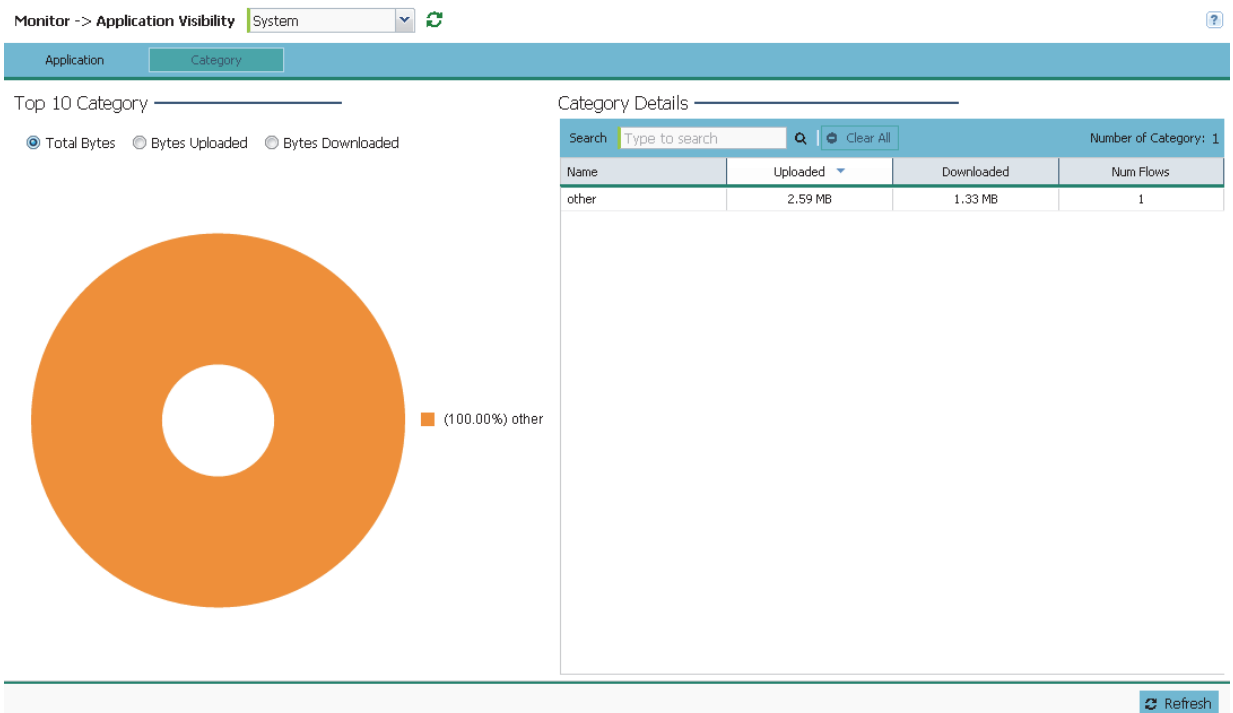 Monitor -> Application Visibility System ?
Application Category
Top 10 Category
Total Bytes Bytes Uploaded Bytes Downloaded
(100.00%) other
Category Details
Search Type to search Clear All Number of Category: 1
Name Uploaded Downloaded Num Flows
other 2.59 MB 1.33 MB 1
Refresh